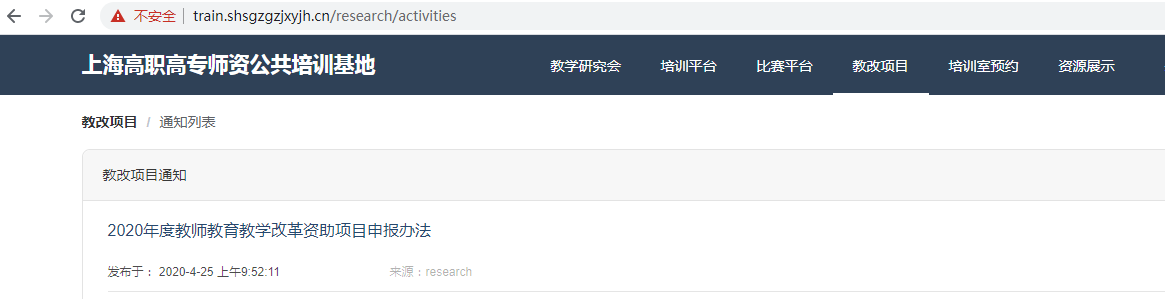 不安全 train.shsgzgzjxyjh.cn/research/activities
上海高职高专师资公共培训基地 教学研究会 培训平台 比赛平台 教改项目 培训室预约 资源展示
教改项目 / 通知列表
教改项目通知
2020年度教师教育教学改革资助项目申报办法
发布于： 2020-4-25 上午9:52:11 来源：research